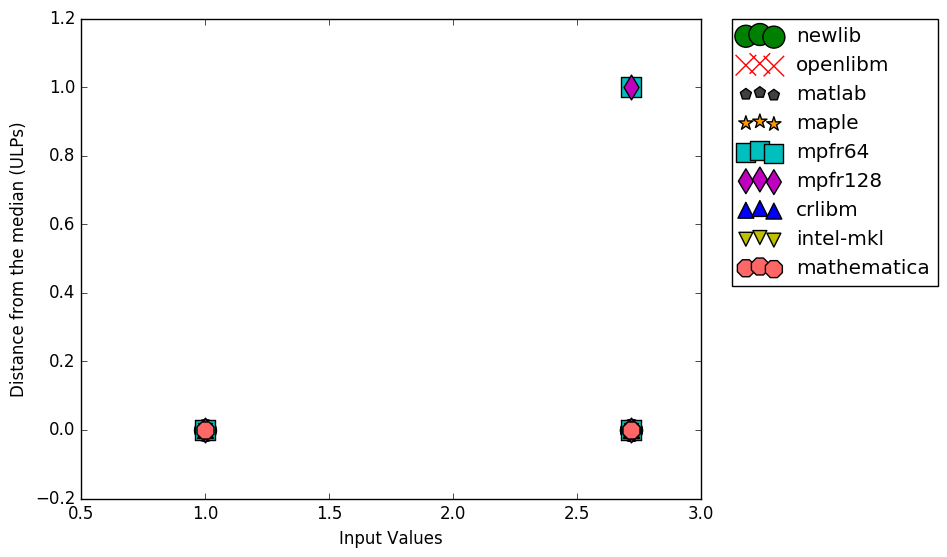 1.2
1.0
0.8
0.6
0.4
0.2
0.0
−0.2
Distance from the median (ULPs)
0.5 1.0 1.5 2.0 2.5 3.0
Input Values
newlib
openlibm
matlab
maple
mpfr64
mpfr128
crlibm
intel-mkl
mathematica